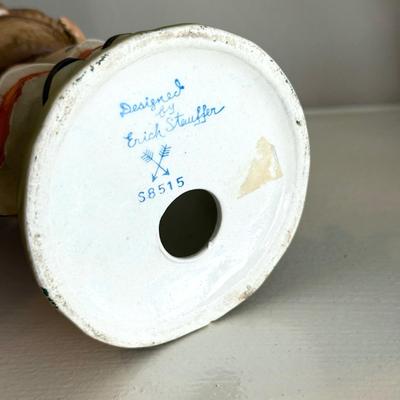 Designed
by
Erich Stauffer
S8515